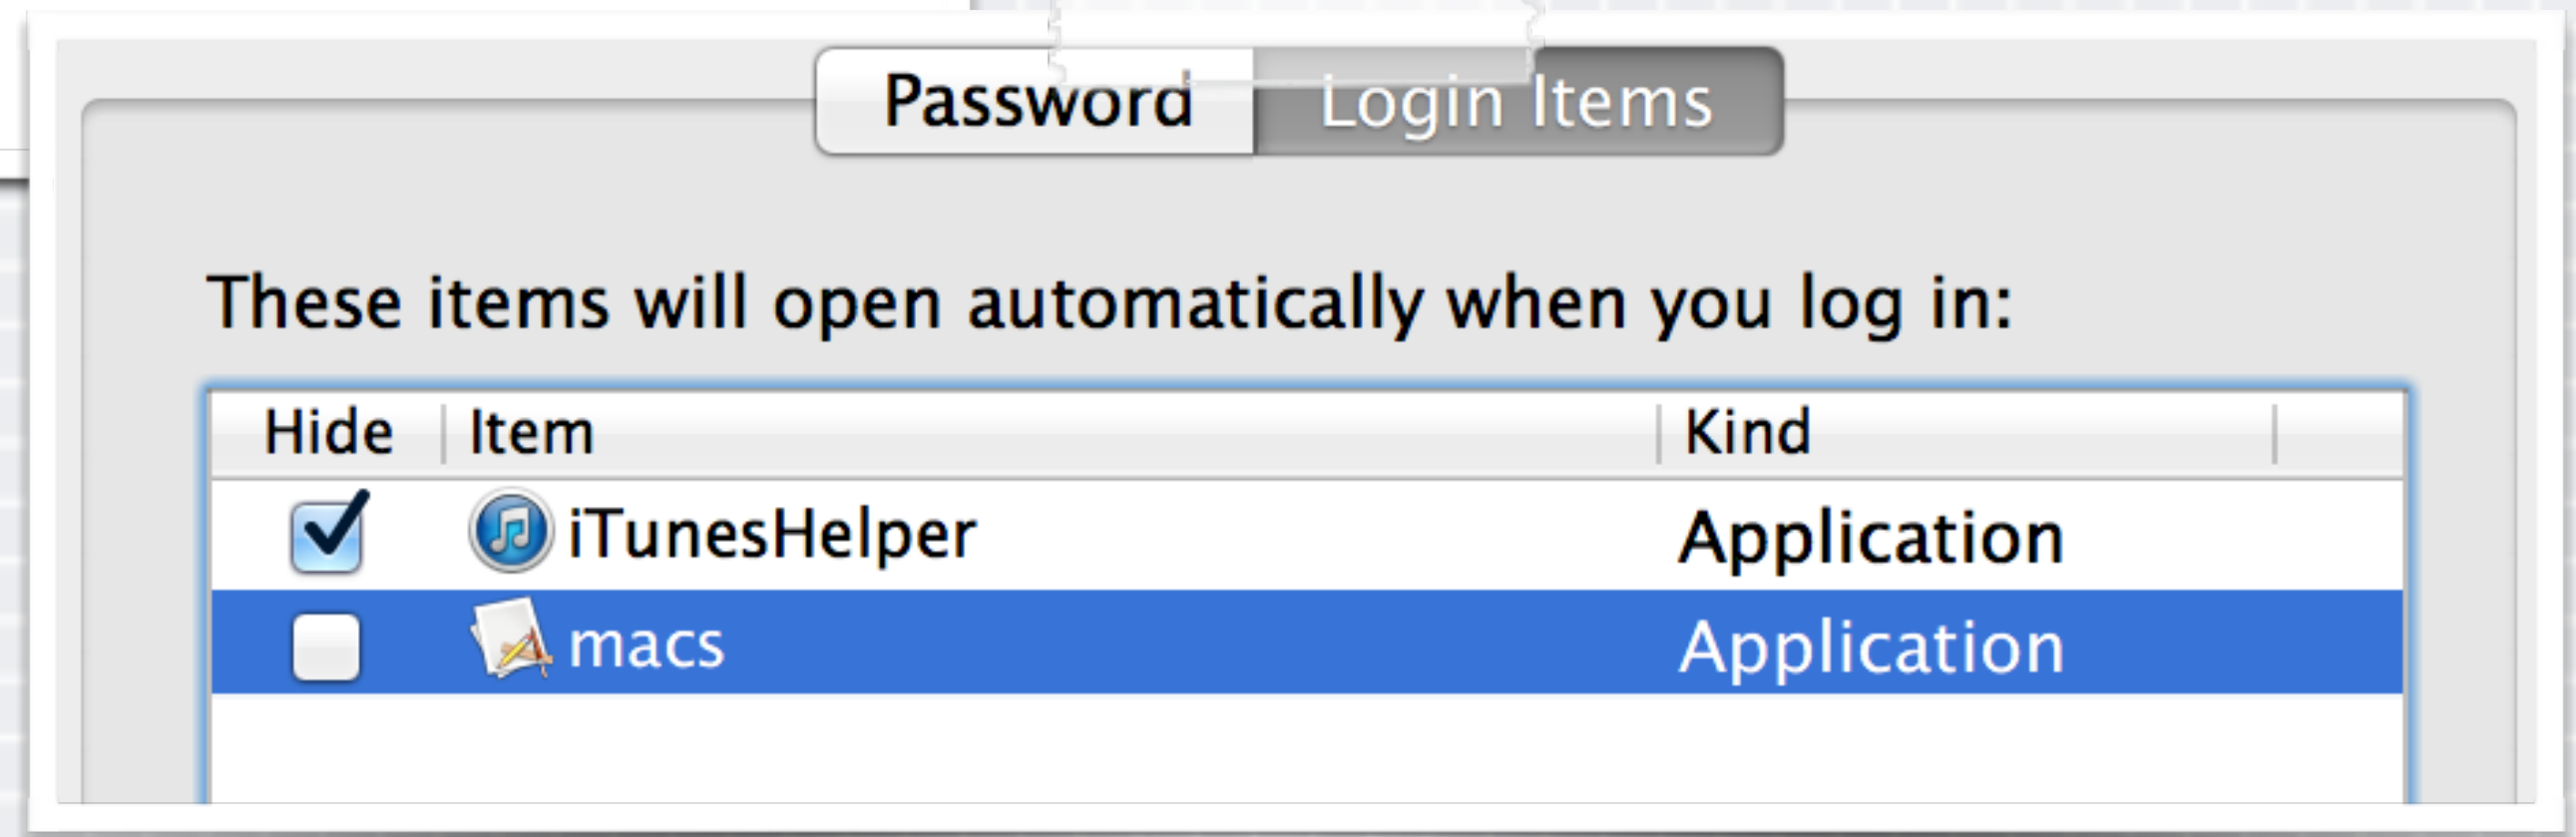 Password Login Items
These items will open automatically when you log in:
Hide Item Kind
iTunesHelper Application
macs Application